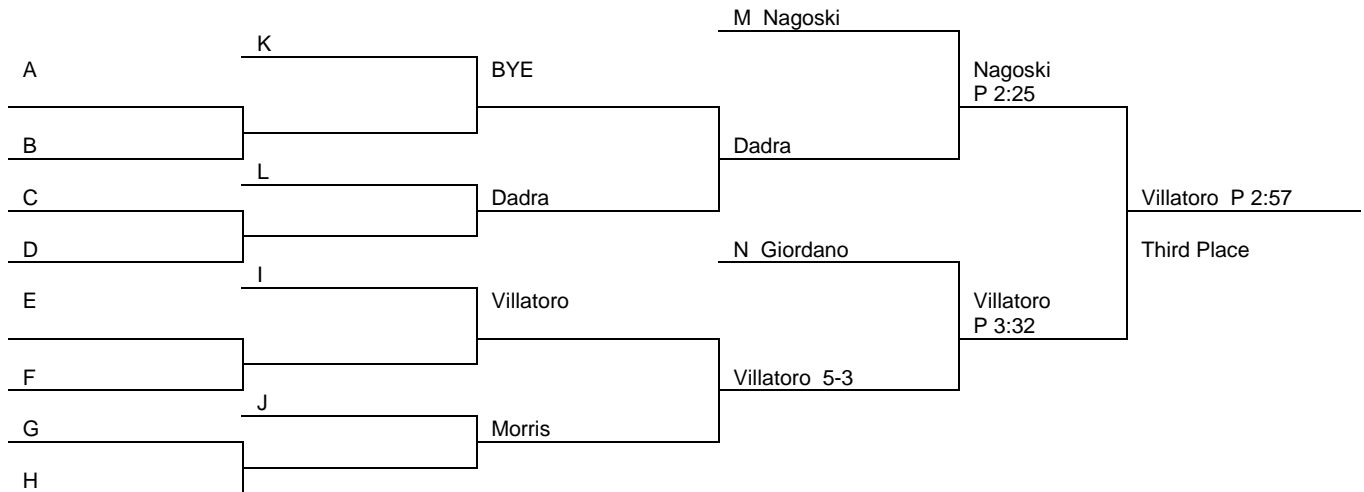 M Nagoski
K
A
BYE
Nagoski
P 2:25
B
Dadra
L
C
Dadra
Villatoro P 2:57
D
N Giordano
Third Place
I
E
Villatoro
Villatoro
P 3:32
F
Villatoro 5-3
J
G
Morris
H